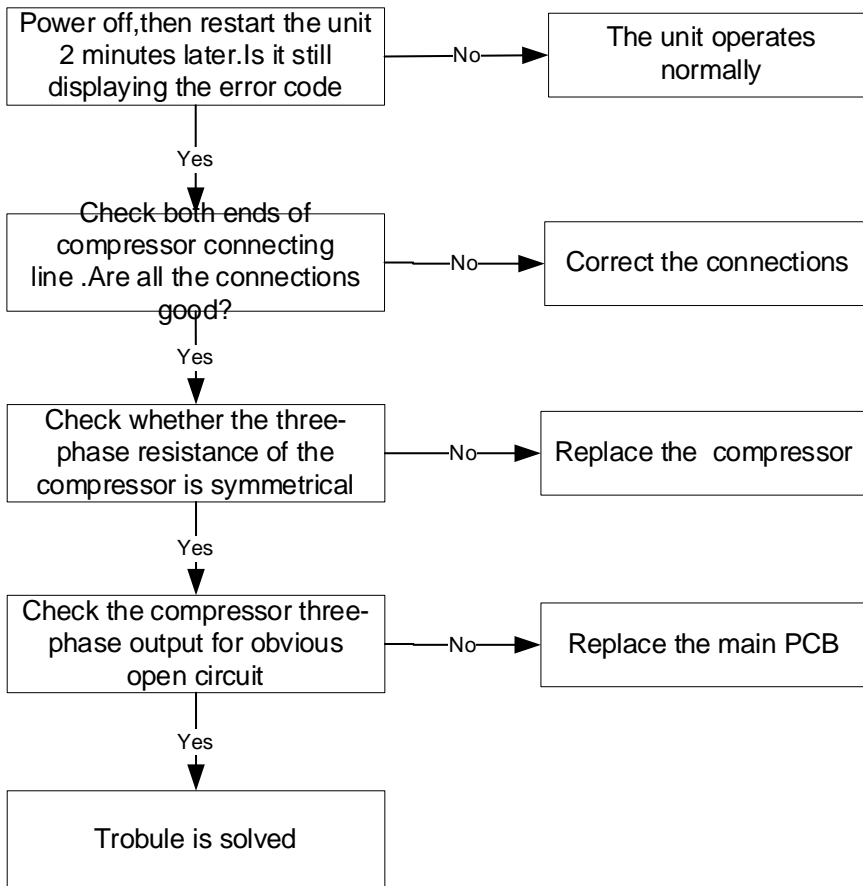 Power off,then restart the unit
2 minutes later.Is it still
displaying the error code
No
The unit operates
normally
Yes
Check both ends of
compressor connecting
line .Are all the connections
good?
No
Correct the connections
Yes
Check whether the three-
phase resistance of the
compressor is symmetrical
No
Replace the  compressor
Yes
Check the compressor three-
phase output for obvious
open circuit
No
Replace the main PCB
Yes
Trobule is solved